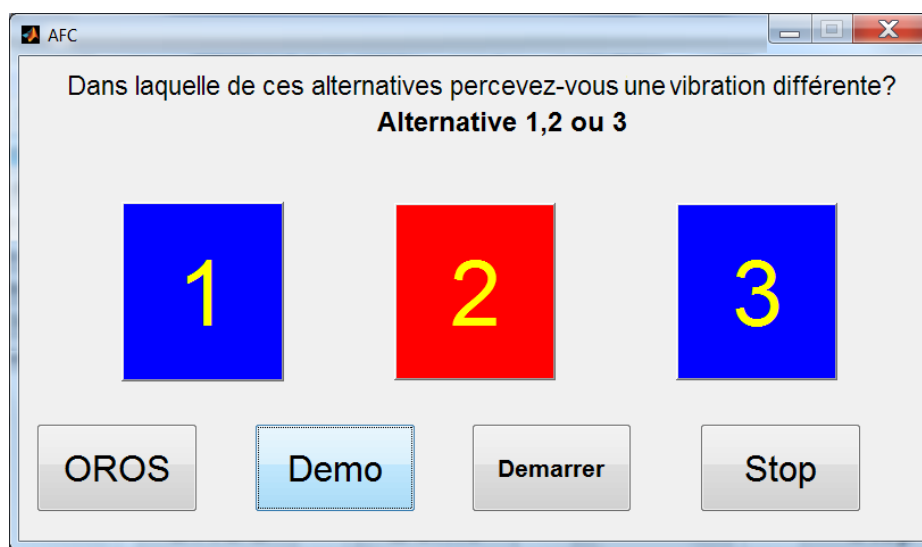 AFC
Dans laquelle de ces alternatives percevez-vous une vibration différente?
Alternative 1,2 ou 3
1 2 3
OROS Demo Demarrer Stop